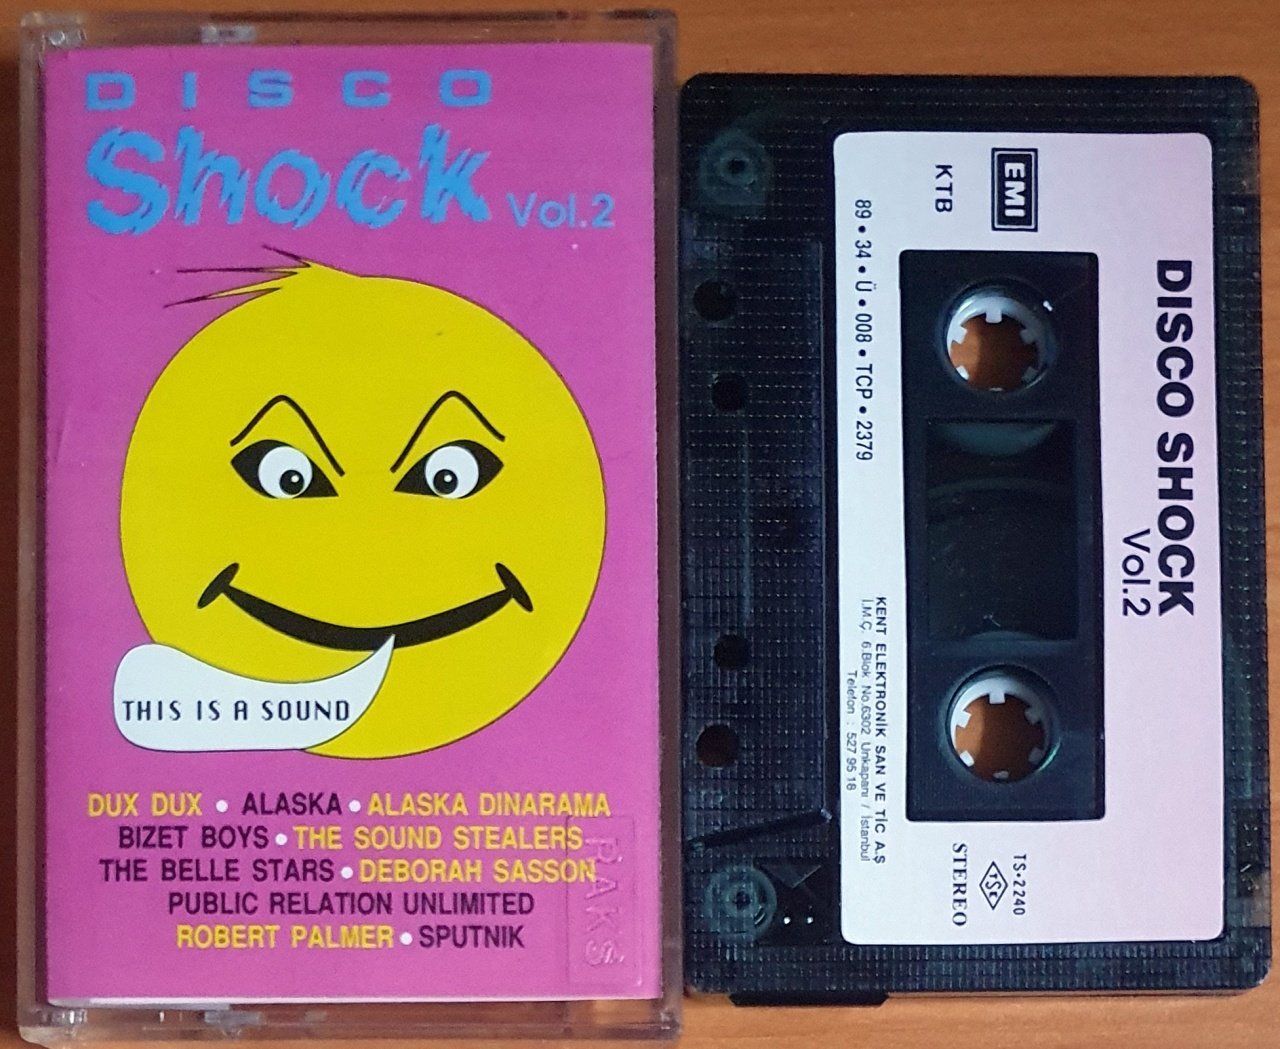 DISCO
Shock Vol.2
THIS IS A SOUND
DUX DUX • ALASKA • ALASKA DINARAMA
BIZET BOYS • THE SOUND STEALERS
THE BELLE STARS • DEBORAH SASSON
PUBLIC RELATION UNLIMITED
ROBERT PALMER • SPUTNIK
RAKS
DISCO SHOCK
Vol.2
EMI
KTB
89 • 34 • Ü • 008 • TCP • 2379
KENT ELEKTRONİK SAN VE TİC A.Ş
İ.M.Ç. 6.Blok No.6302 Unkapanı / İstanbul
Telefon : 527 95 18
TS•2240
TSE
STEREO